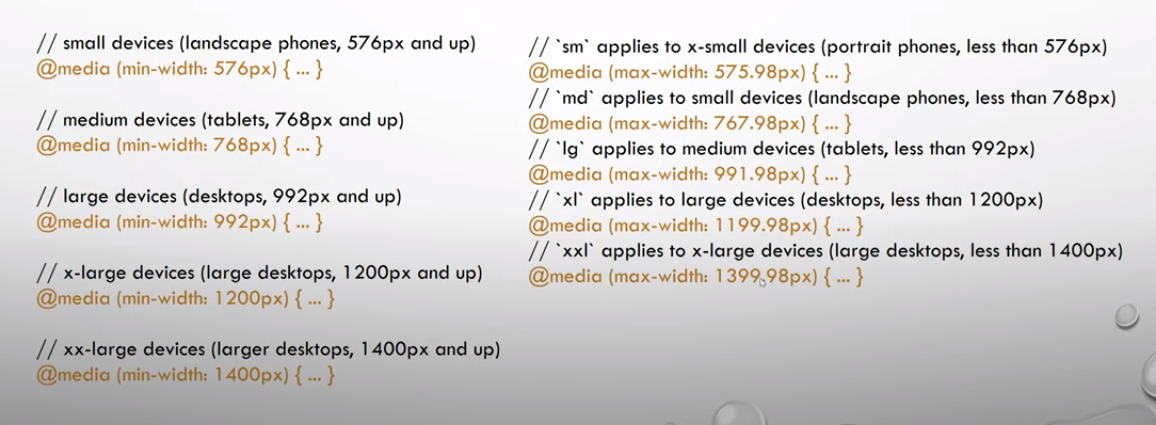 // small devices (landscape phones, 576px and up)
@media (min-width: 576px) { ... }
// medium devices (tablets, 768px and up)
@media (min-width: 768px) { ... }
// large devices (desktops, 992px and up)
@media (min-width: 992px) { ... }
// x-large devices (large desktops, 1200px and up)
@media (min-width: 1200px) { ... }
// xx-large devices (larger desktops, 1400px and up)
@media (min-width: 1400px) { ... }
// `sm` applies to x-small devices (portrait phones, less than 576px)
@media (max-width: 575.98px) { ... }
// `md` applies to small devices (landscape phones, less than 768px)
@media (max-width: 767.98px) { ... }
// `lg` applies to medium devices (tablets, less than 992px)
@media (max-width: 991.98px) { ... }
// `xl` applies to large devices (desktops, less than 1200px)
@media (max-width: 1199.98px) { ... }
// `xxl` applies to x-large devices (large desktops, less than 1400px)
@media (max-width: 1399.98px) { ... }